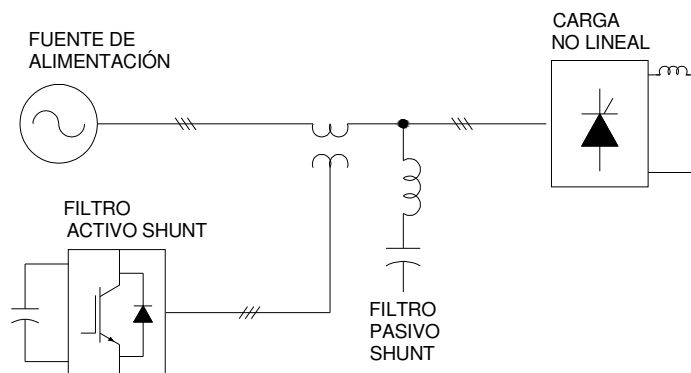 FUENTE DE
ALIMENTACIÓN
CARGA
NO LINEAL
FILTRO
ACTIVO SHUNT
FILTRO
PASIVO
SHUNT